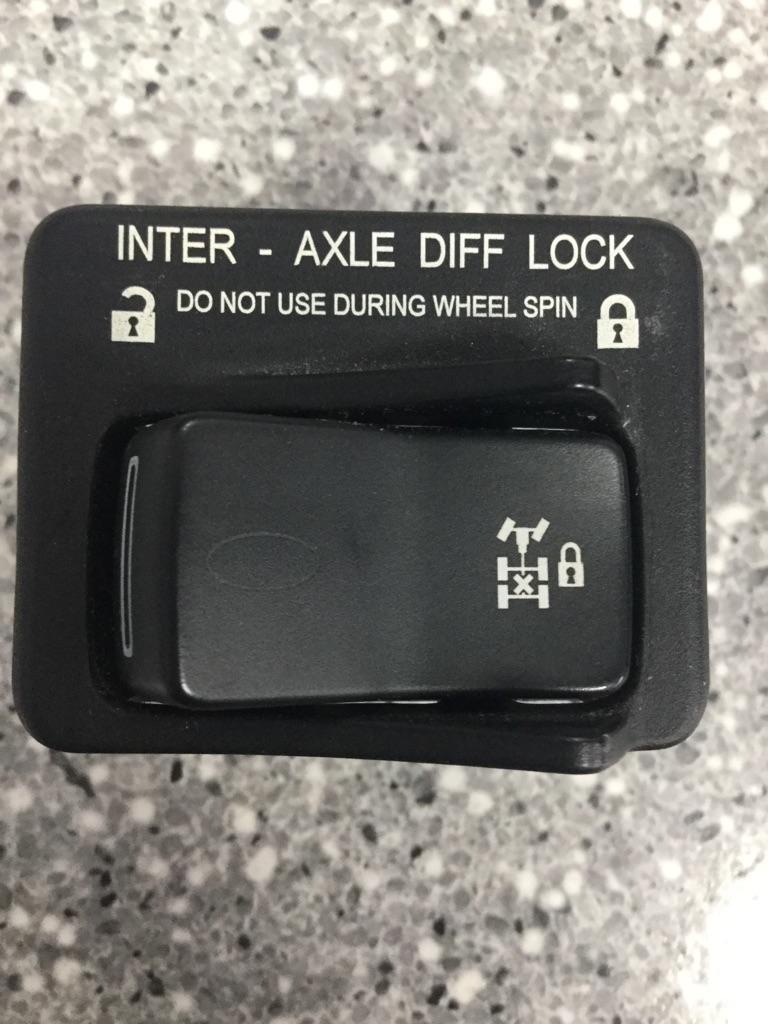 INTER - AXLE DIFF LOCK
DO NOT USE DURING WHEEL SPIN